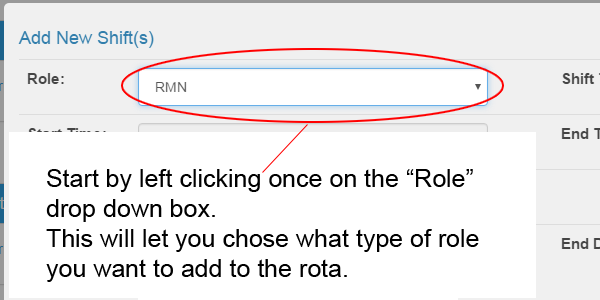 Add New Shift(s)
Role:
RMN
Shift
Start Time:
End
Start by left clicking once on the “Role”
drop down box.
This will let you chose what type of role
you want to add to the rota.
End D